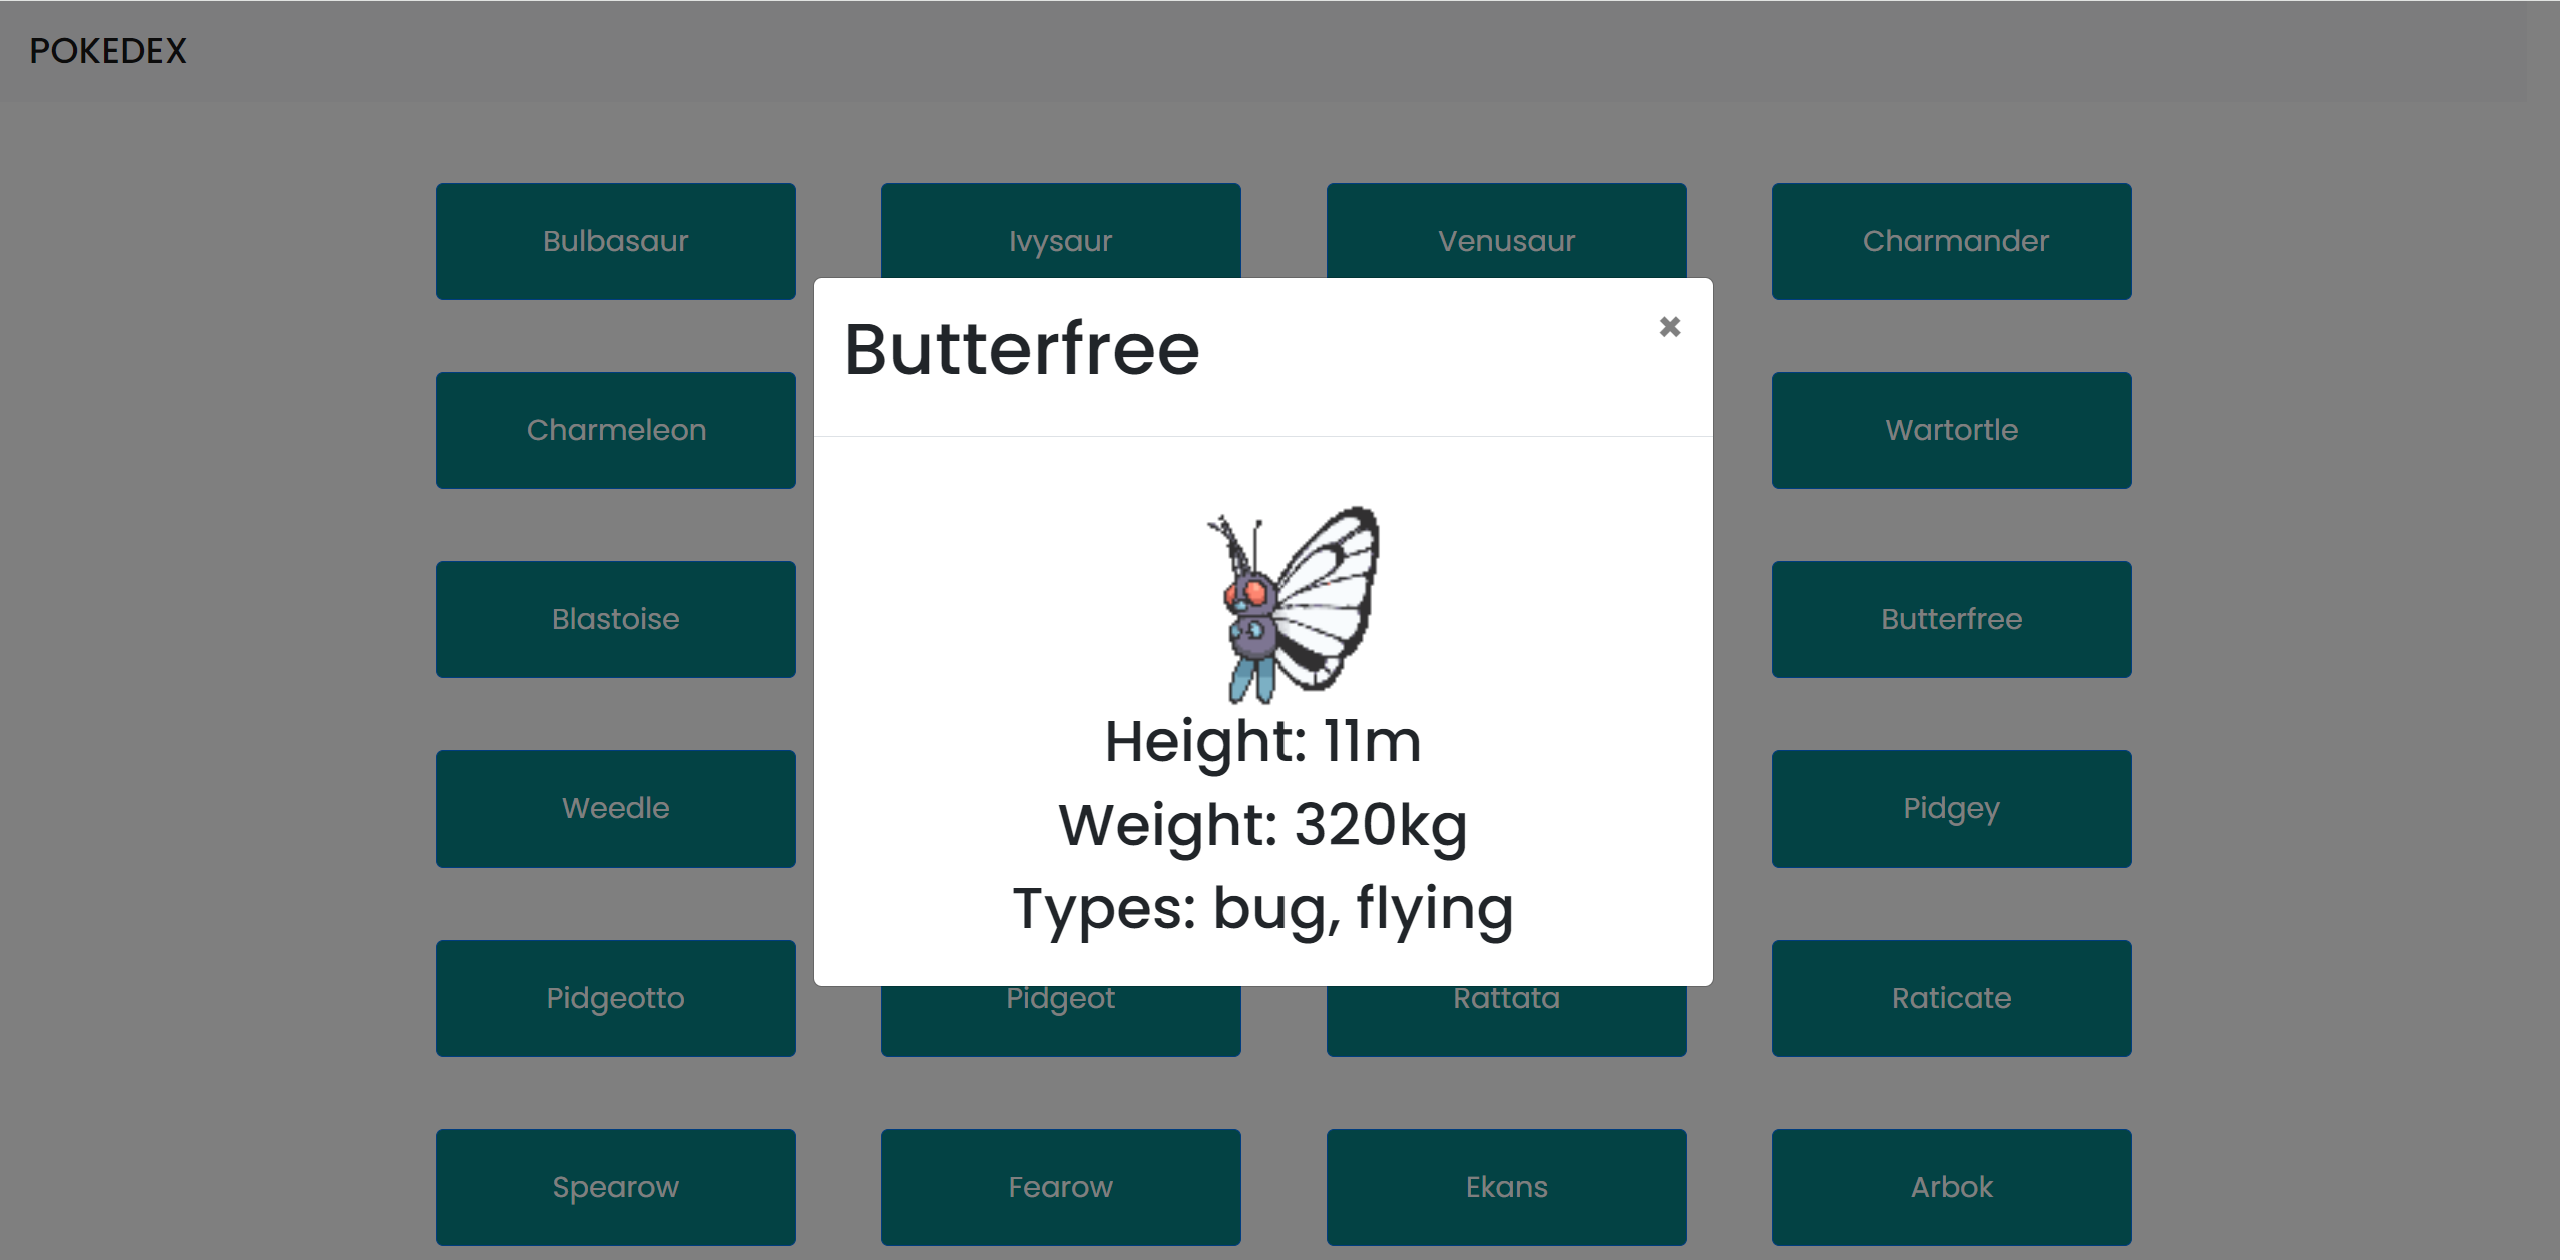 POKEDEX
Bulbasaur
Ivysaur
Venusaur
Charmander
Butterfree
×
Charmeleon
Wartortle
Blastoise
Butterfree
Height: 11m
Weight: 320kg
Types: bug, flying
Weedle
Pidgey
Pidgeotto
Pidgeot
Rattata
Raticate
Spearow
Fearow
Ekans
Arbok